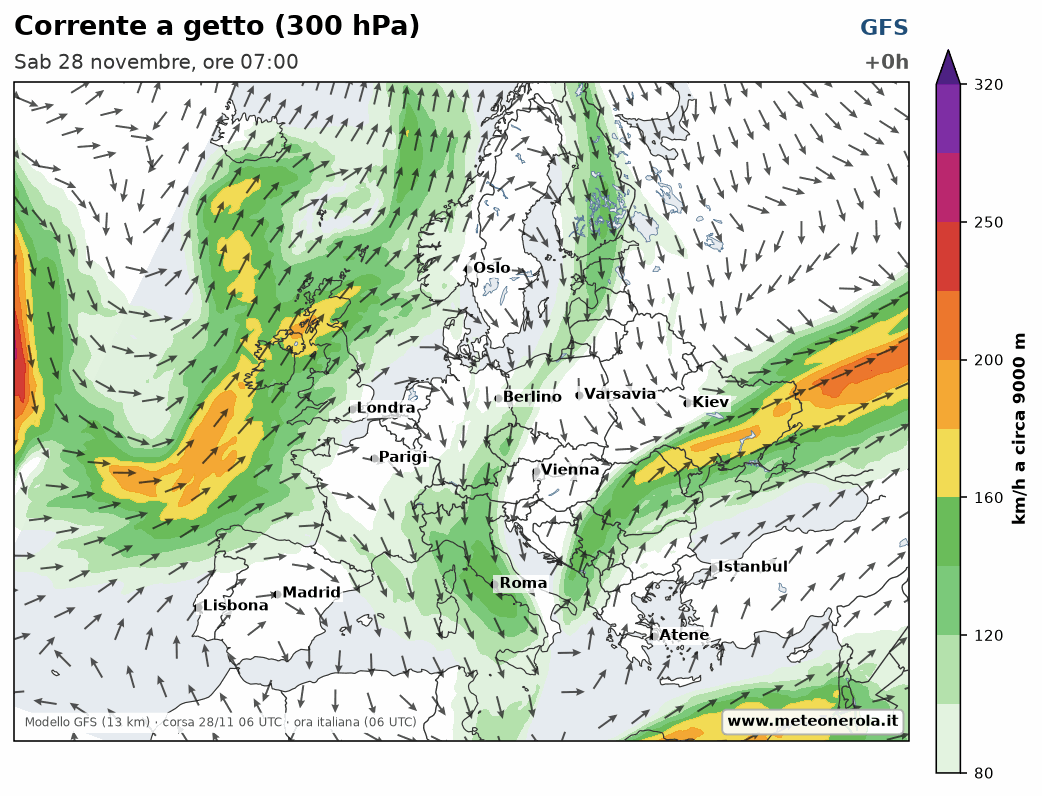 Corrente a getto (300 hPa)
GFS
Sab 28 novembre, ore 07:00
+0h
320
250
200
160
120
80
km/h a circa 9000 m
Oslo
Berlino
Varsavia
Kiev
Londra
Parigi
Vienna
Istanbul
Roma
Madrid
Lisbona
Atene
Modello GFS (13 km) · corsa 28/11 06 UTC · ora italiana (06 UTC)
www.meteonerola.it